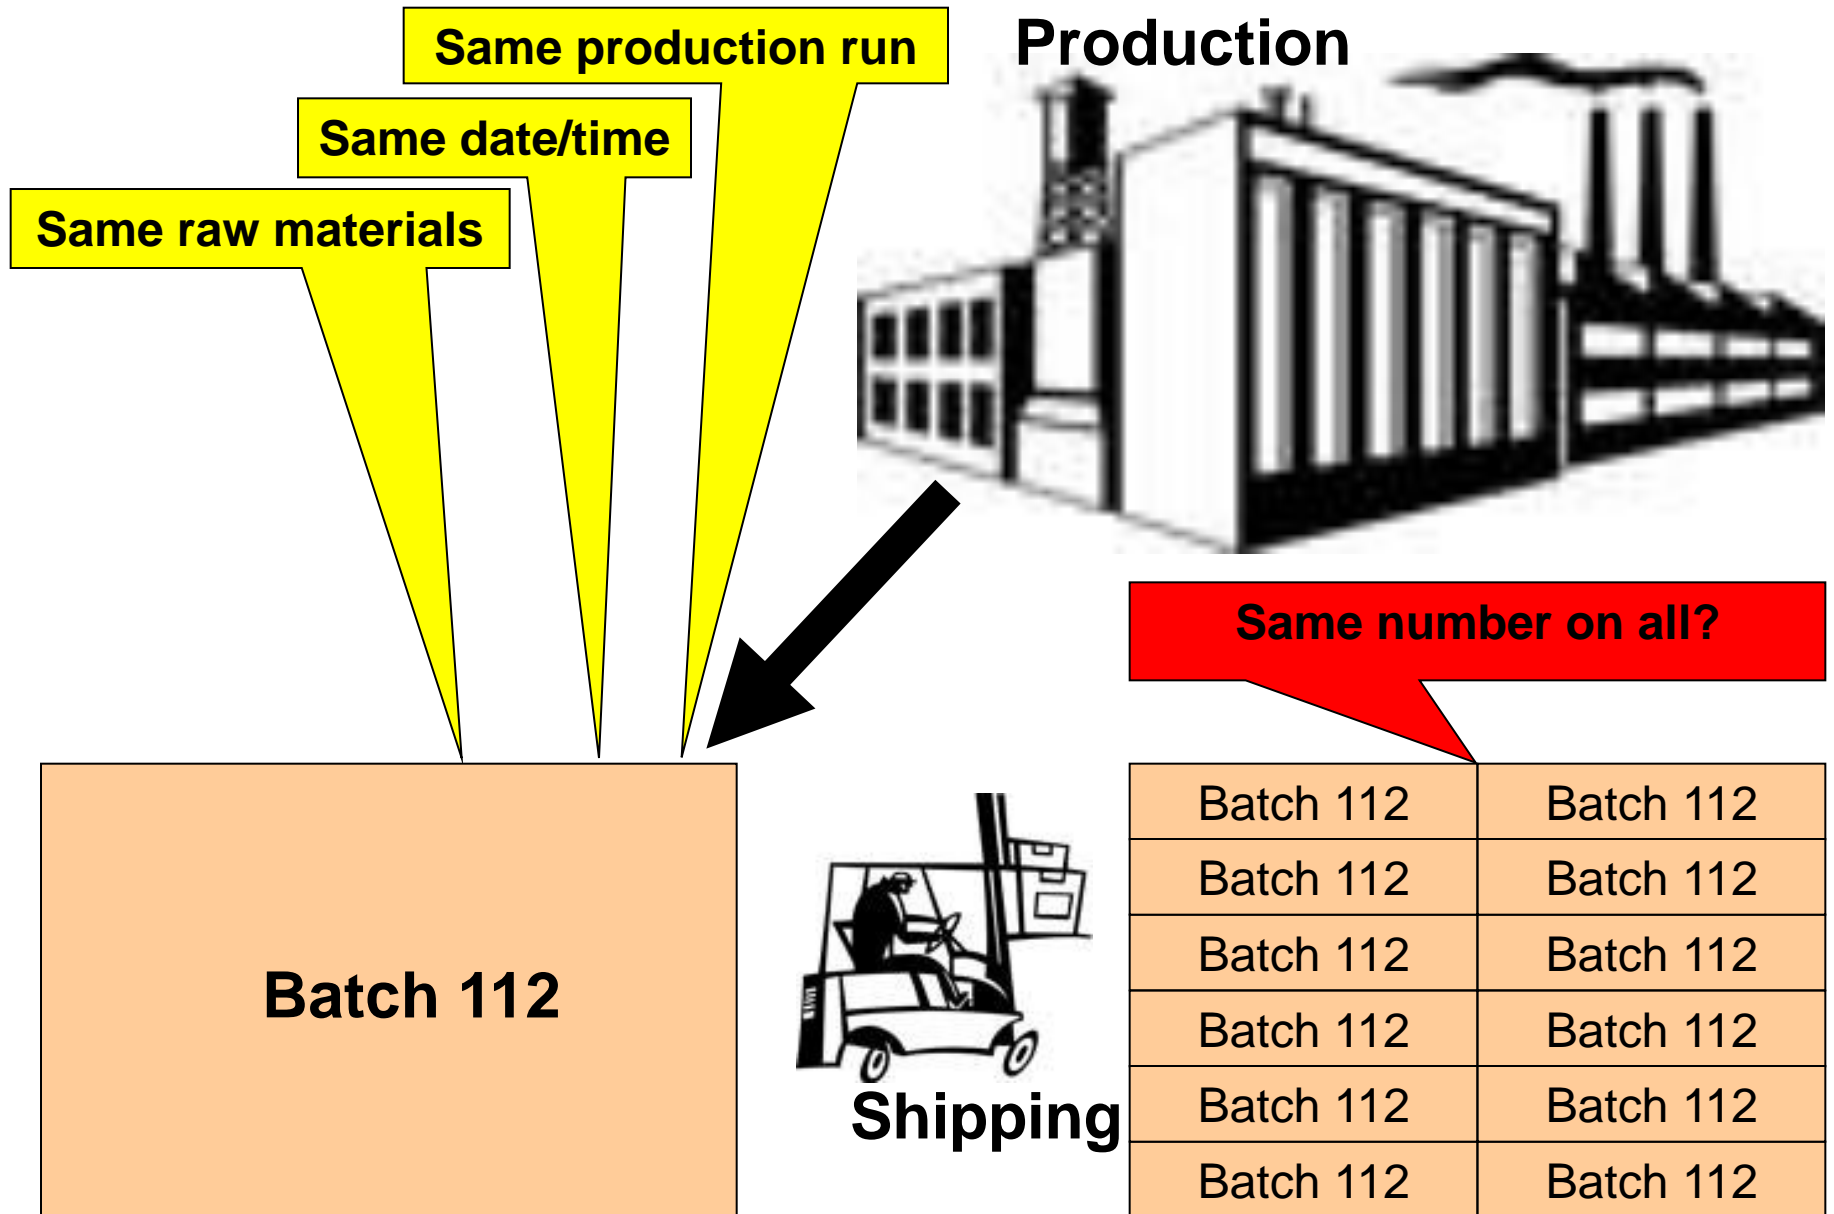 Same production run
Production
Same date/time
Same raw materials
Same number on all?
Batch 112
Shipping
Batch 112 Batch 112
Batch 112 Batch 112
Batch 112 Batch 112
Batch 112 Batch 112
Batch 112 Batch 112
Batch 112 Batch 112